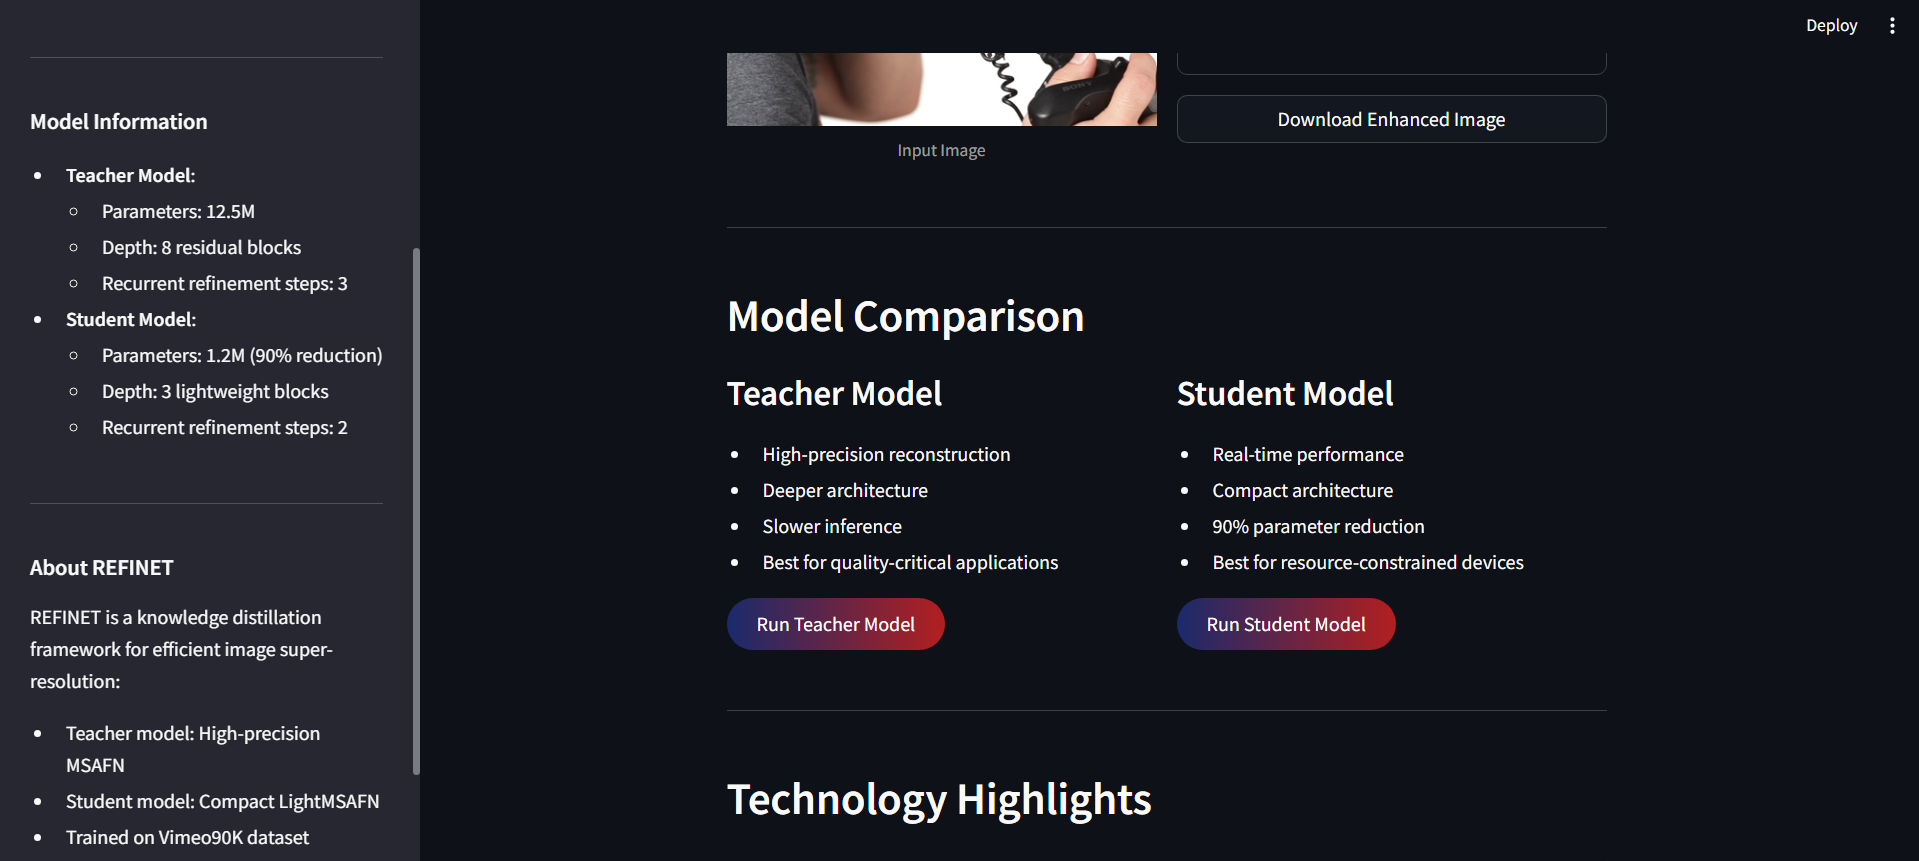 Deploy
Model Information
Teacher Model:
Parameters: 12.5M
Depth: 8 residual blocks
Recurrent refinement steps: 3
Student Model:
Parameters: 1.2M (90% reduction)
Depth: 3 lightweight blocks
Recurrent refinement steps: 2
About REFINET
REFINET is a knowledge distillation
framework for efficient image super-
resolution:
Teacher model: High-precision
MSAFN
Student model: Compact LightMSAFN
Trained on Vimeo90K dataset
SONY
Input Image
Download Enhanced Image
Model Comparison
Teacher Model
High-precision reconstruction
Deeper architecture
Slower inference
Best for quality-critical applications
Run Teacher Model
Student Model
Real-time performance
Compact architecture
90% parameter reduction
Best for resource-constrained devices
Run Student Model
Technology Highlights